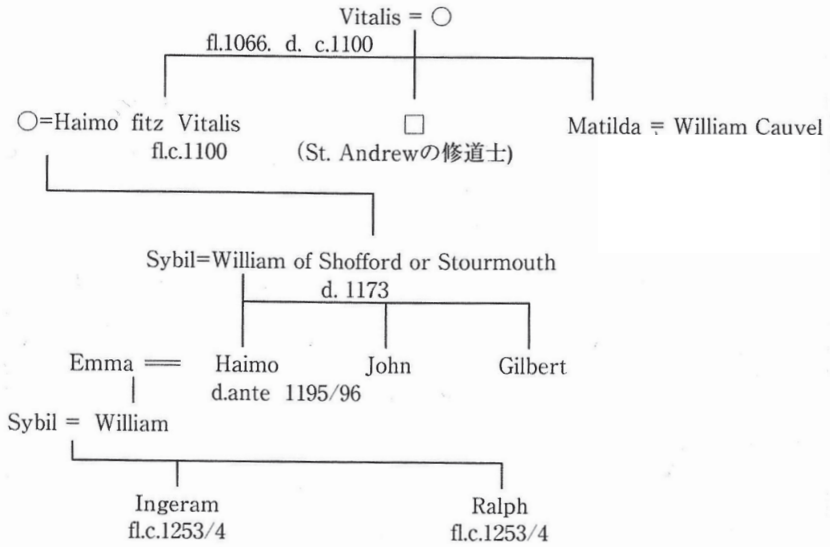 Vitalis = ○
fl.1066. d. c.1100
○=Haimo fitz Vitalis
fl.c.1100
□
(St. Andrewの修道士)
Matilda = William Cauvel
Sybil=William of Shofford or Stourmouth
d. 1173
Emma = Haimo
d.ante 1195/96
John
Gilbert
Sybil = William
Ingeram
fl.c.1253/4
Ralph
fl.c.1253/4